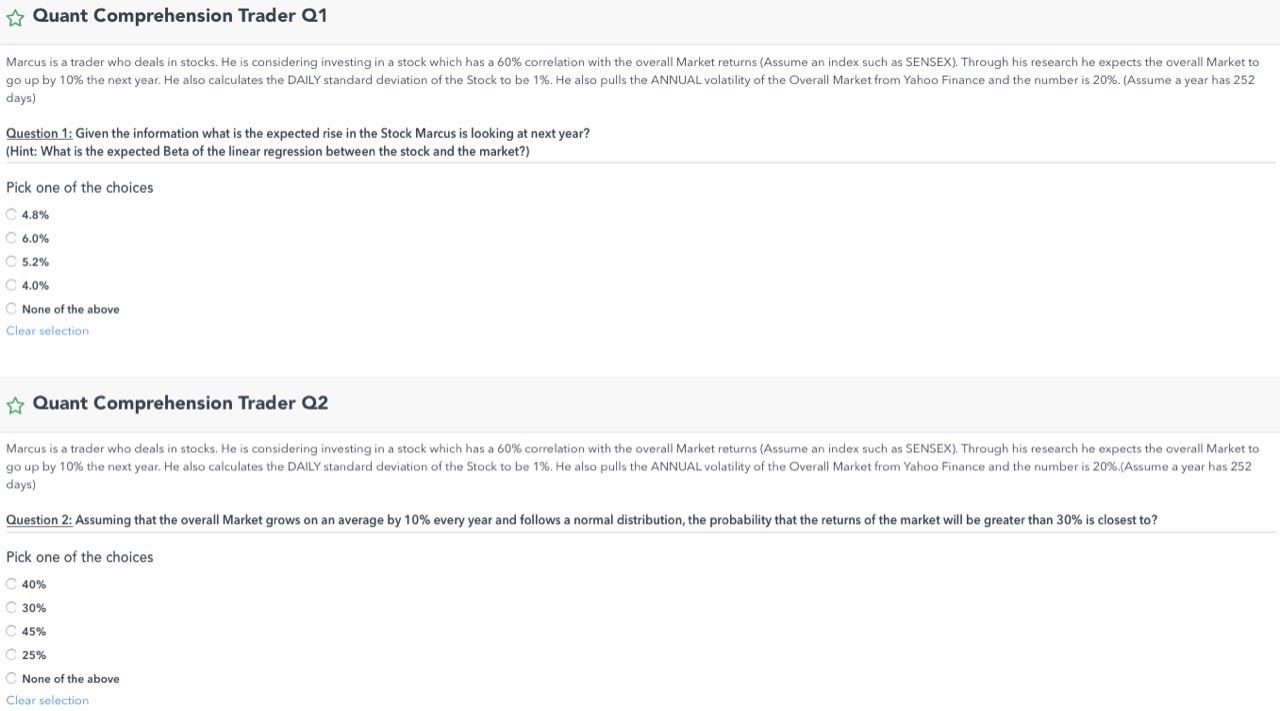 Quant Comprehension Trader Q1
Marcus is a trader who deals in stocks. He is considering investing in a stock which has a 60% correlation with the overall Market returns (Assume an index such as SENSEX). Through his research he expects the overall Market to
go up by 10% the next year. He also calculates the DAILY standard deviation of the Stock to be 1%. He also pulls the ANNUAL volatility of the Overall Market from Yahoo Finance and the number is 20%. (Assume a year has 252
days)
Question 1: Given the information what is the expected rise in the Stock Marcus is looking at next year?
(Hint: What is the expected Beta of the linear regression between the stock and the market?)
Pick one of the choices
4.8%
6.0%
5.2%
4.0%
None of the above
Clear selection
Quant Comprehension Trader Q2
Marcus is a trader who deals in stocks. He is considering investing in a stock which has a 60% correlation with the overall Market returns (Assume an index such as SENSEX). Through his research he expects the overall Market to
go up by 10% the next year. He also calculates the DAILY standard deviation of the Stock to be 1%. He also pulls the ANNUAL volatility of the Overall Market from Yahoo Finance and the number is 20%.(Assume a year has 252
days)
Question 2: Assuming that the overall Market grows on an average by 10% every year and follows a normal distribution, the probability that the returns of the market will be greater than 30% is closest to?
Pick one of the choices
40%
30%
45%
25%
None of the above
Clear selection